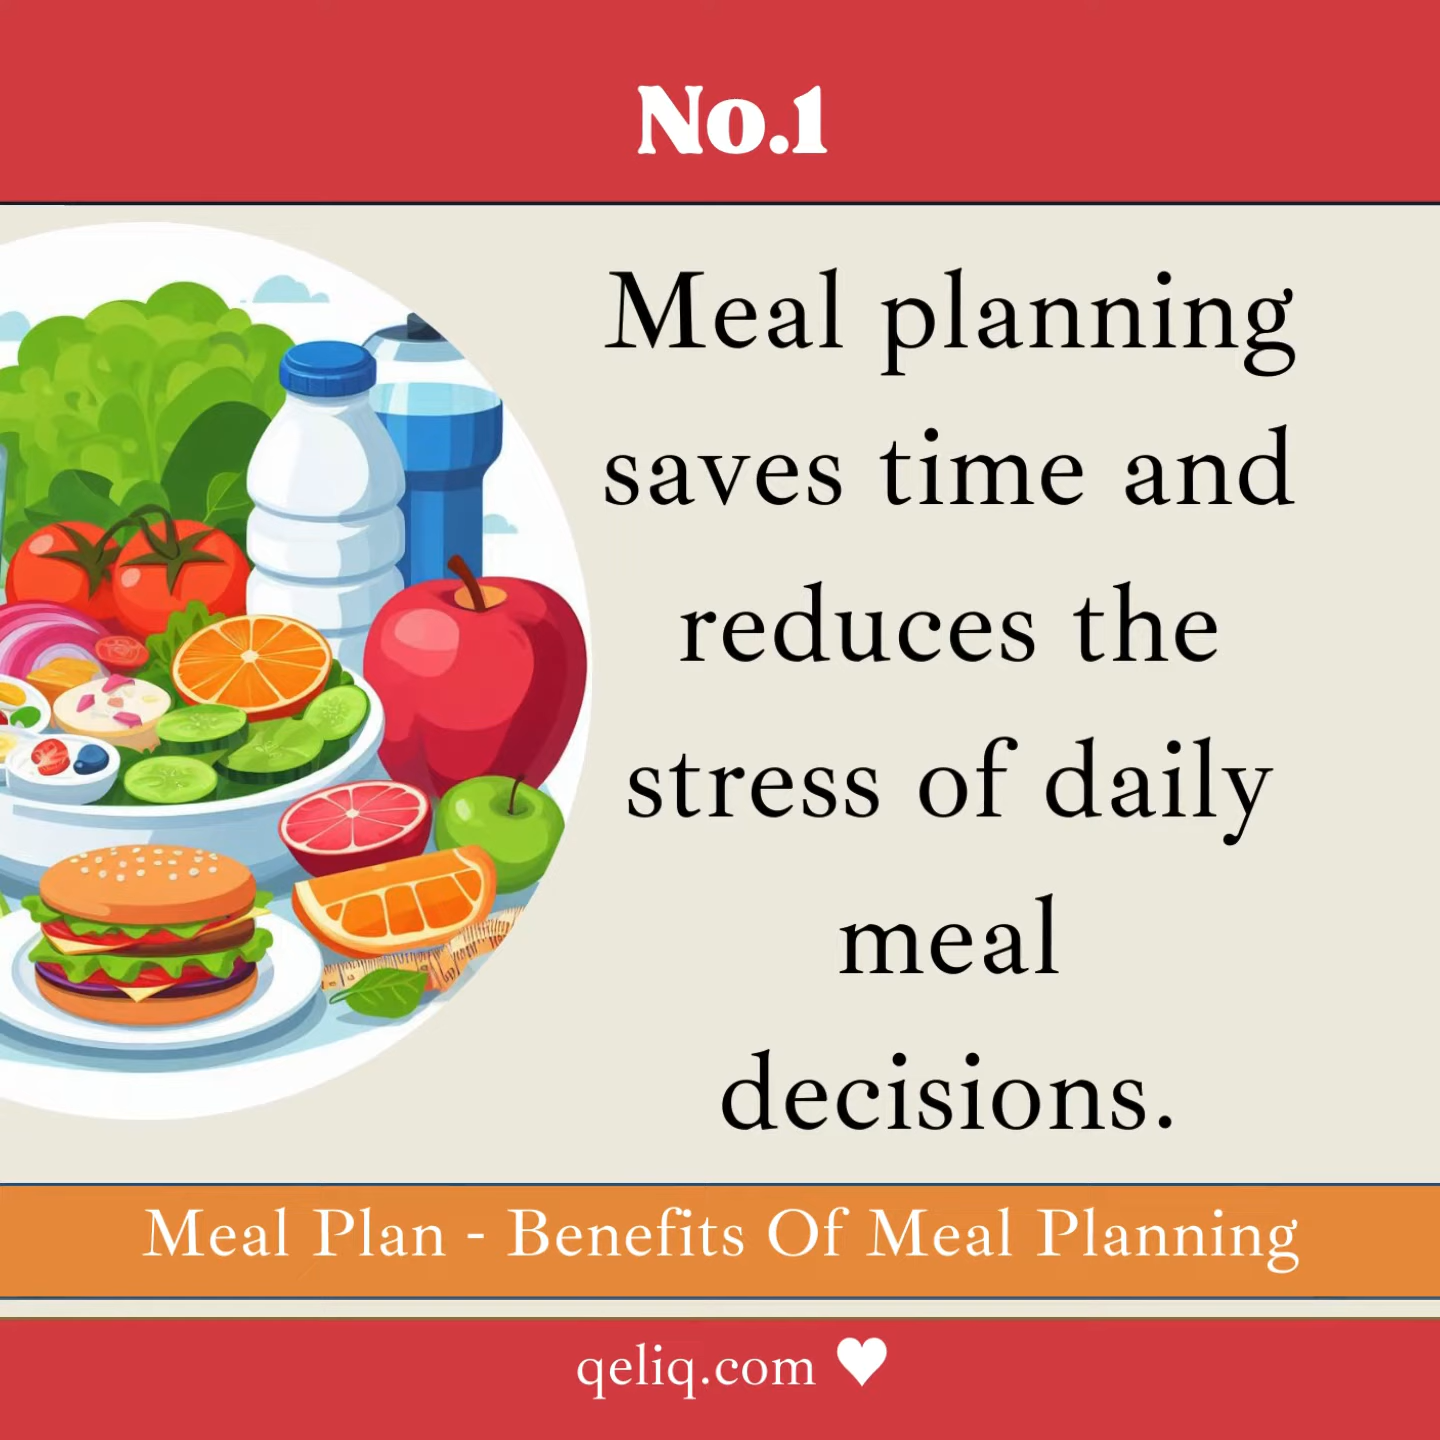 No.1
Meal planning
saves time and
reduces the
stress of daily
meal
decisions.
Meal Plan - Benefits Of Meal Planning
qeliq.com ♥